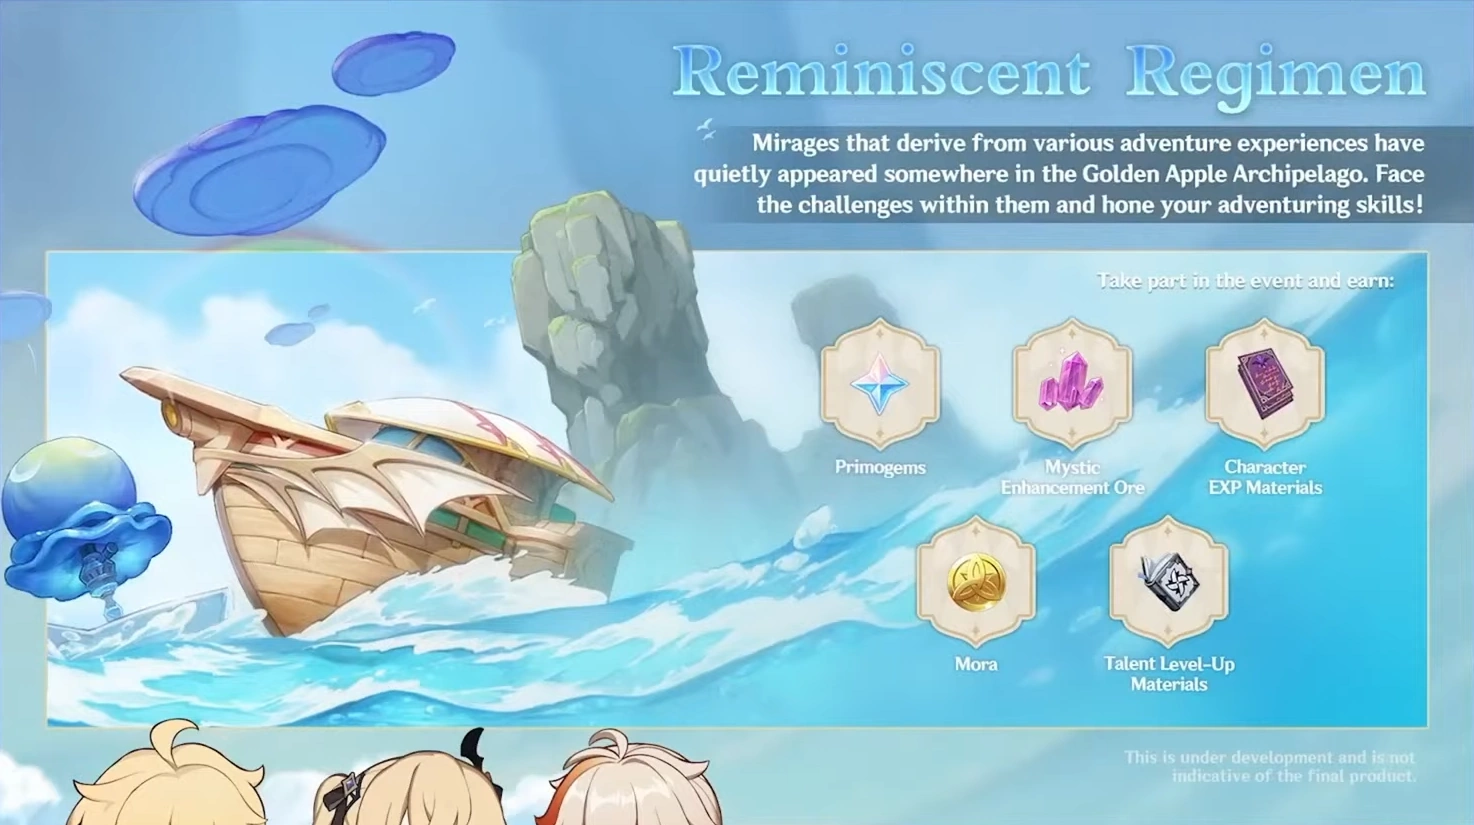 Reminiscent Regimen
Mirages that derive from various adventure experiences have
quietly appeared somewhere in the Golden Apple Archipelago. Face
the challenges within them and hone your adventuring skills!
Take part in the event and earn:
Primogems
Mystic
Enhancement Ore
Character
EXP Materials
Mora
Talent Level-Up
Materials
This is under development and is not
indicative of the final product.